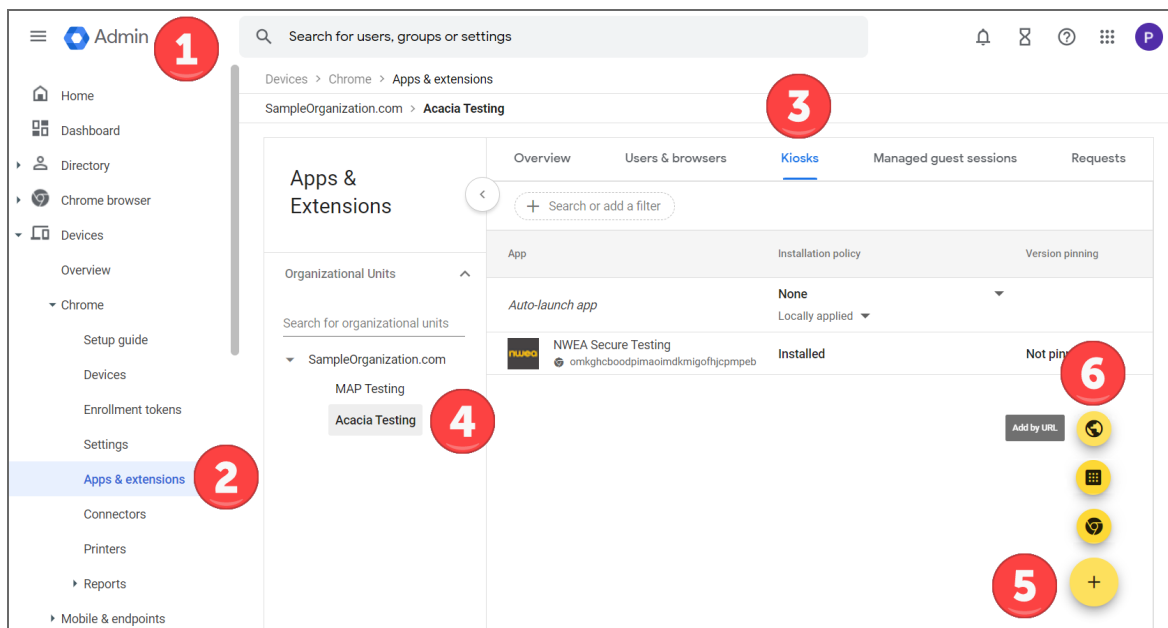 Admin
1
Search for users, groups or settings
P
Home
Dashboard
Directory
Chrome browser
Devices
Overview
Chrome
Setup guide
Devices
Enrollment tokens
Settings
Apps & extensions
2
Connectors
Printers
Reports
Mobile & endpoints
Devices > Chrome > Apps & extensions
SampleOrganization.com > Acacia Testing
3
Apps &
Extensions
Organizational Units
Search for organizational units
SampleOrganization.com
MAP Testing
Acacia Testing
4
Overview Users & browsers Kiosks Managed guest sessions Requests
+ Search or add a filter
App Installation policy Version pinning
Auto-launch app None
Locally applied
nwea NWEA Secure Testing Installed Not
omkghcboodpimaoimdkmigofhjcpmpeb
6
Add by URL
5
+